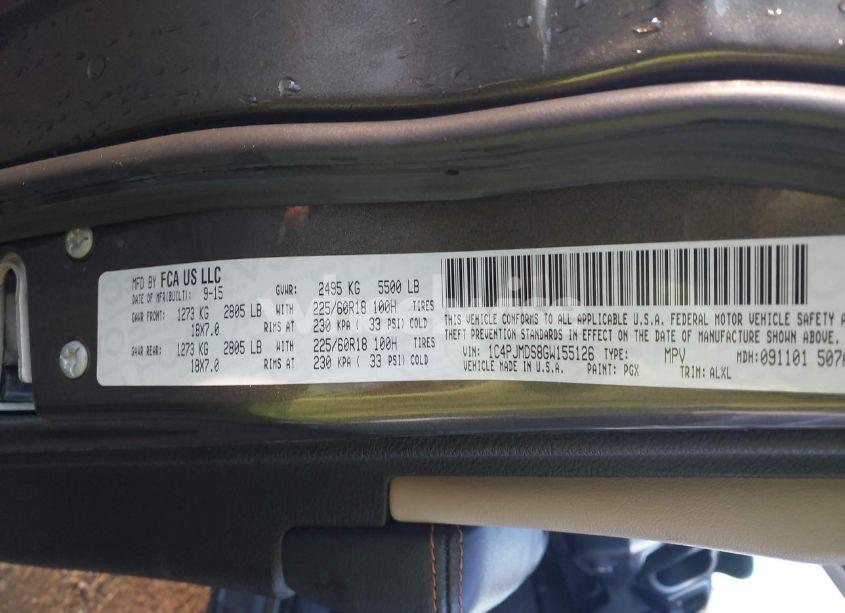 MFD BY FCA US LLC
DATE OF MFR(BUILT): 9-15 GVWR: 2495 KG 5500 LB
GAWR FRONT: 1273 KG 2805 LB WITH 225/60R18 100H TIRES
18X7.0 RIMS AT 230 KPA ( 33 PSI) COLD
GAWR REAR: 1273 KG 2805 LB WITH 225/60R18 100H TIRES
18X7.0 RIMS AT 230 KPA ( 33 PSI) COLD
THIS VEHICLE CONFORMS TO ALL APPLICABLE U.S.A. FEDERAL MOTOR VEHICLE SAFETY A
THEFT PREVENTION STANDARDS IN EFFECT ON THE DATE OF MANUFACTURE SHOWN ABOVE.
VIN: 1C4PJMDS8GW155126 TYPE: MPV MDH:091101 507
VEHICLE MADE IN U.S.A. PAINT: PGX TRIM: ALXL